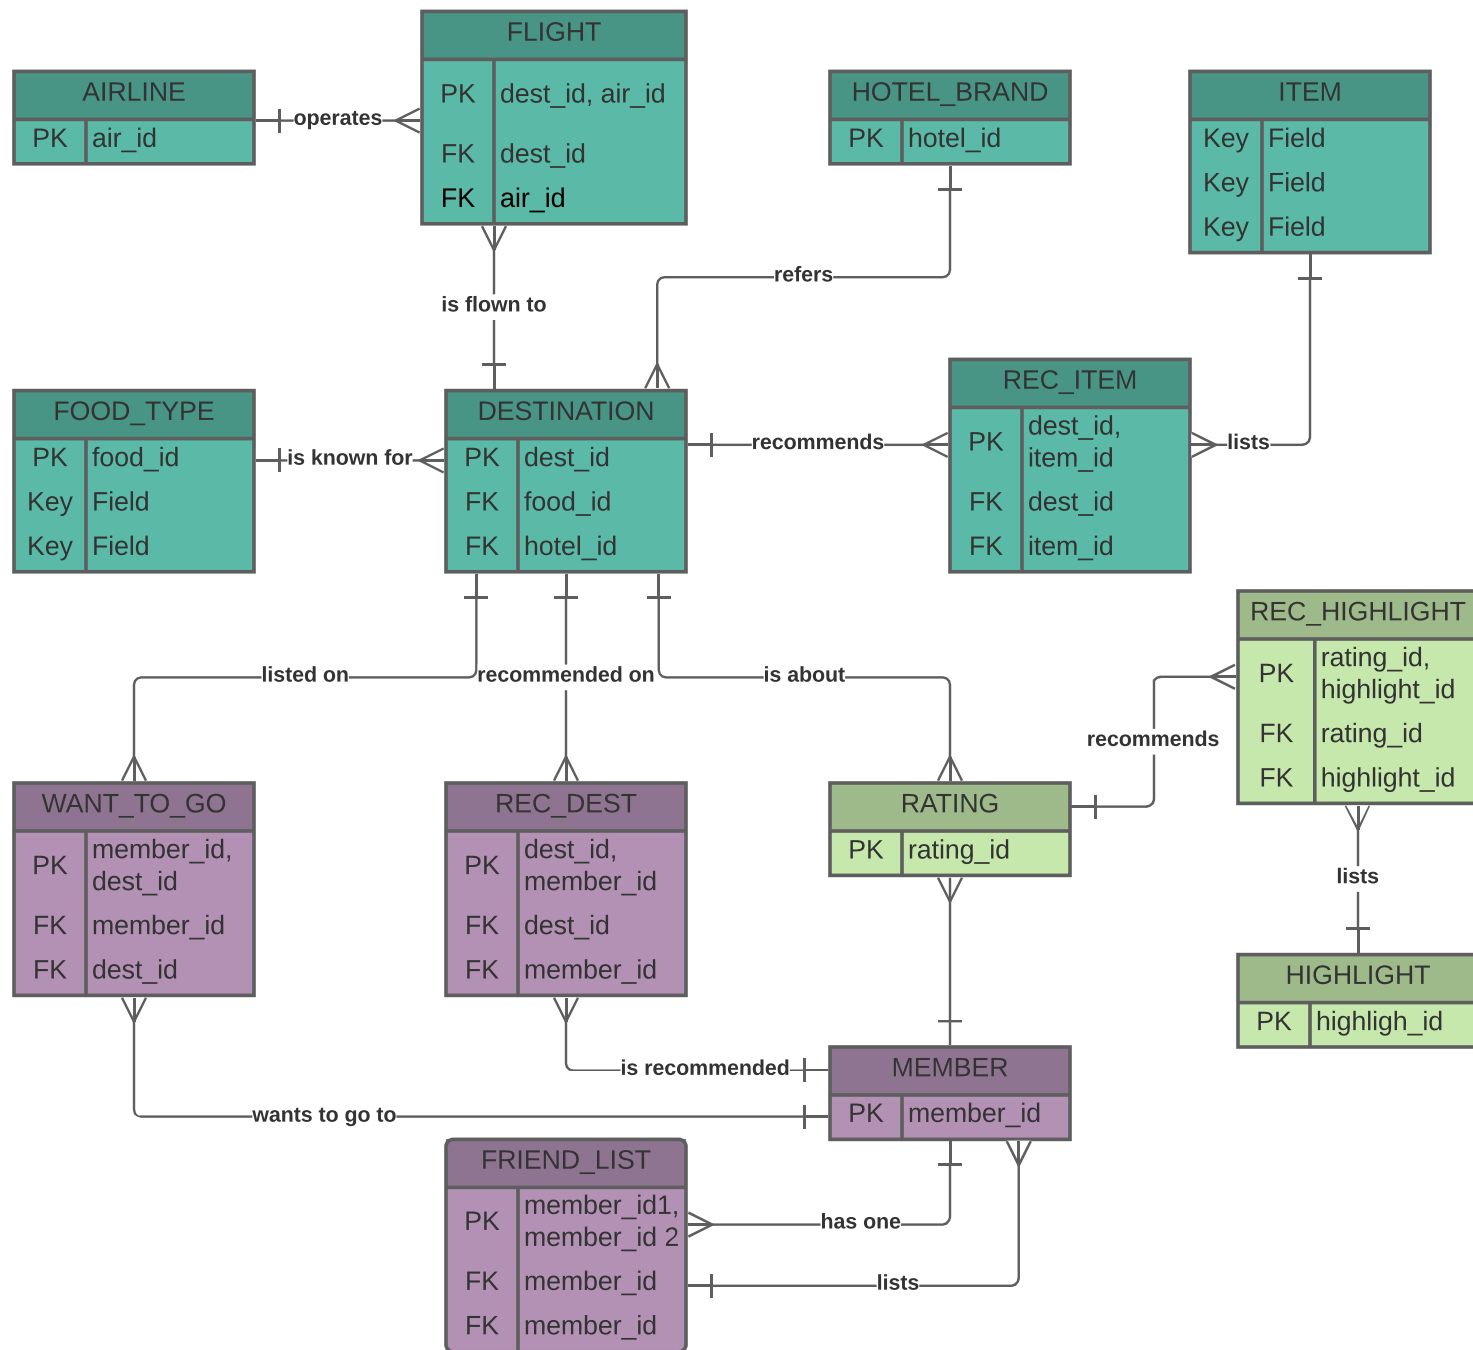 FLIGHT
PK dest_id, air_id
FK dest_id
FK air_id
AIRLINE
PK air_id
operates
HOTEL_BRAND
PK hotel_id
ITEM
Key Field
Key Field
Key Field
refers
is flown to
FOOD_TYPE
PK food_id
Key Field
Key Field
is known for
DESTINATION
PK dest_id
FK food_id
FK hotel_id
recommends
REC_ITEM
PK dest_id,
item_id
FK dest_id
FK item_id
lists
listed on
recommended on
is about
REC_HIGHLIGHT
PK rating_id,
highlight_id
FK rating_id
FK highlight_id
recommends
WANT_TO_GO
PK member_id,
dest_id
FK member_id
FK dest_id
REC_DEST
PK dest_id,
member_id
FK dest_id
FK member_id
RATING
PK rating_id
lists
HIGHLIGHT
PK highligh_id
is recommended
MEMBER
PK member_id
wants to go to
FRIEND_LIST
PK member_id1,
member_id 2
FK member_id
FK member_id
has one
lists